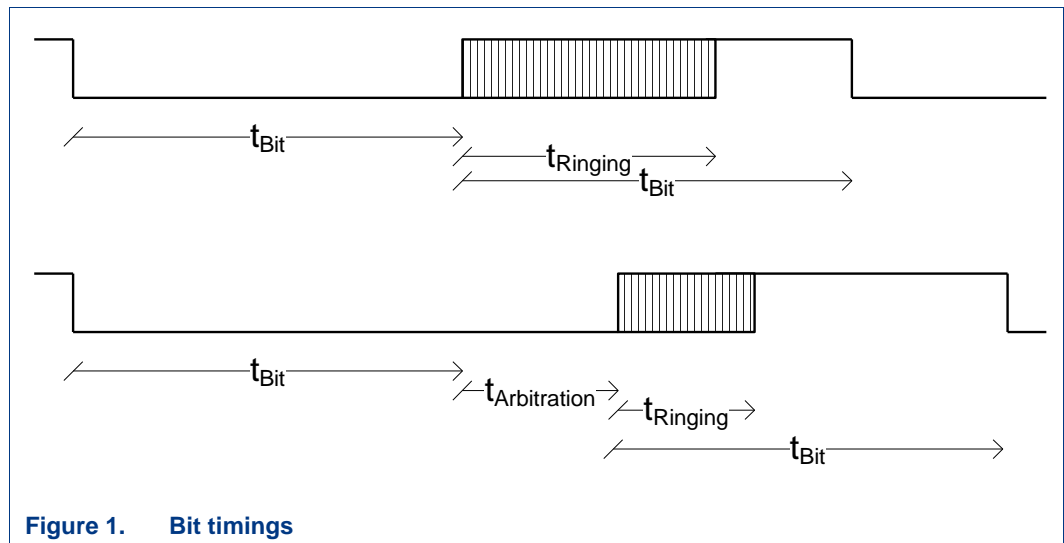 tBit
tRinging
tBit
tBit
tArbitration
tRinging
tBit
Figure 1. Bit timings